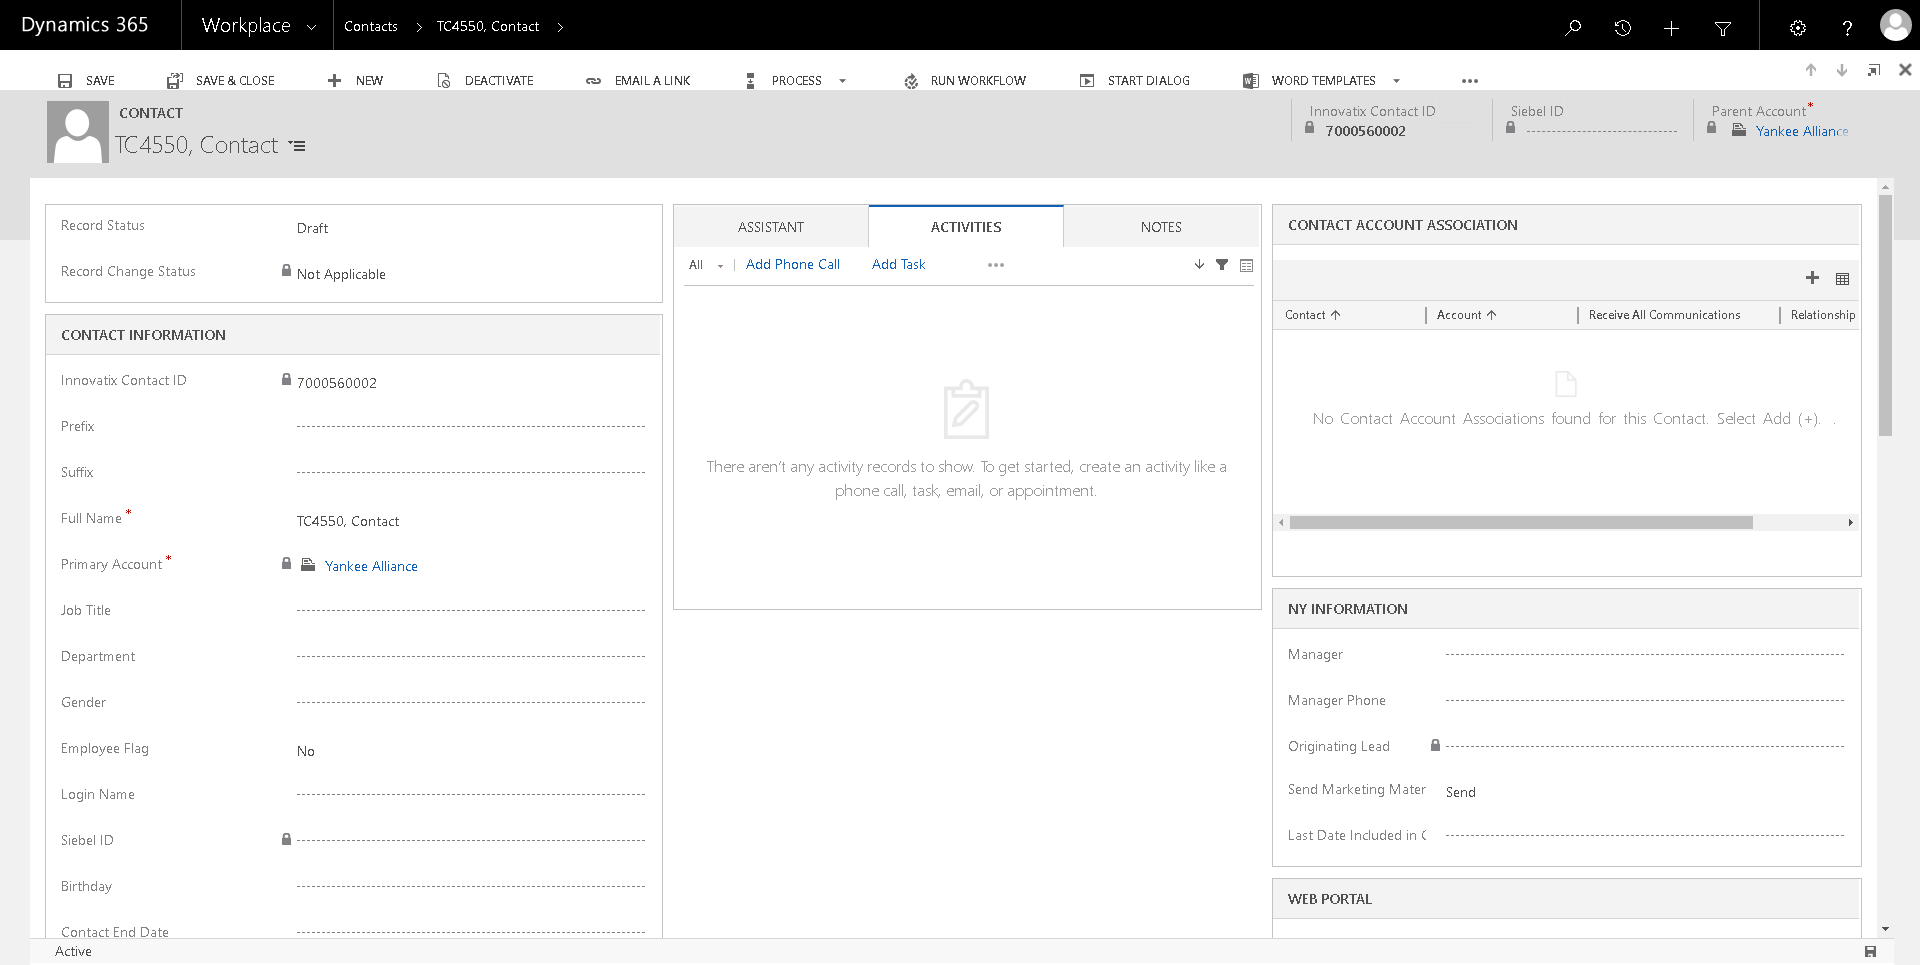 Dynamics 365
Workplace
Contacts
TC4550, Contact
SAVE
SAVE & CLOSE
NEW
DEACTIVATE
EMAIL A LINK
PROCESS
RUN WORKFLOW
START DIALOG
WORD TEMPLATES
CONTACT
TC4550, Contact
Innovatix Contact ID
7000560002
Siebel ID
Parent Account*
Yankee Alliance
Record Status
Draft
Record Change Status
Not Applicable
CONTACT INFORMATION
Innovatix Contact ID
7000560002
Prefix
Suffix
Full Name*
TC4550, Contact
Primary Account*
Yankee Alliance
Job Title
Department
Gender
Employee Flag
No
Login Name
Siebel ID
Birthday
Contact End Date
ASSISTANT
ACTIVITIES
NOTES
All
Add Phone Call
Add Task
There aren't any activity records to show. To get started, create an activity like a
phone call, task, email, or appointment.
CONTACT ACCOUNT ASSOCIATION
Contact
Account
Receive All Communications
Relationship
No Contact Account Associations found for this Contact. Select Add (+). .
NY INFORMATION
Manager
Manager Phone
Originating Lead
Send Marketing Mater
Send
Last Date Included in C
WEB PORTAL
Active